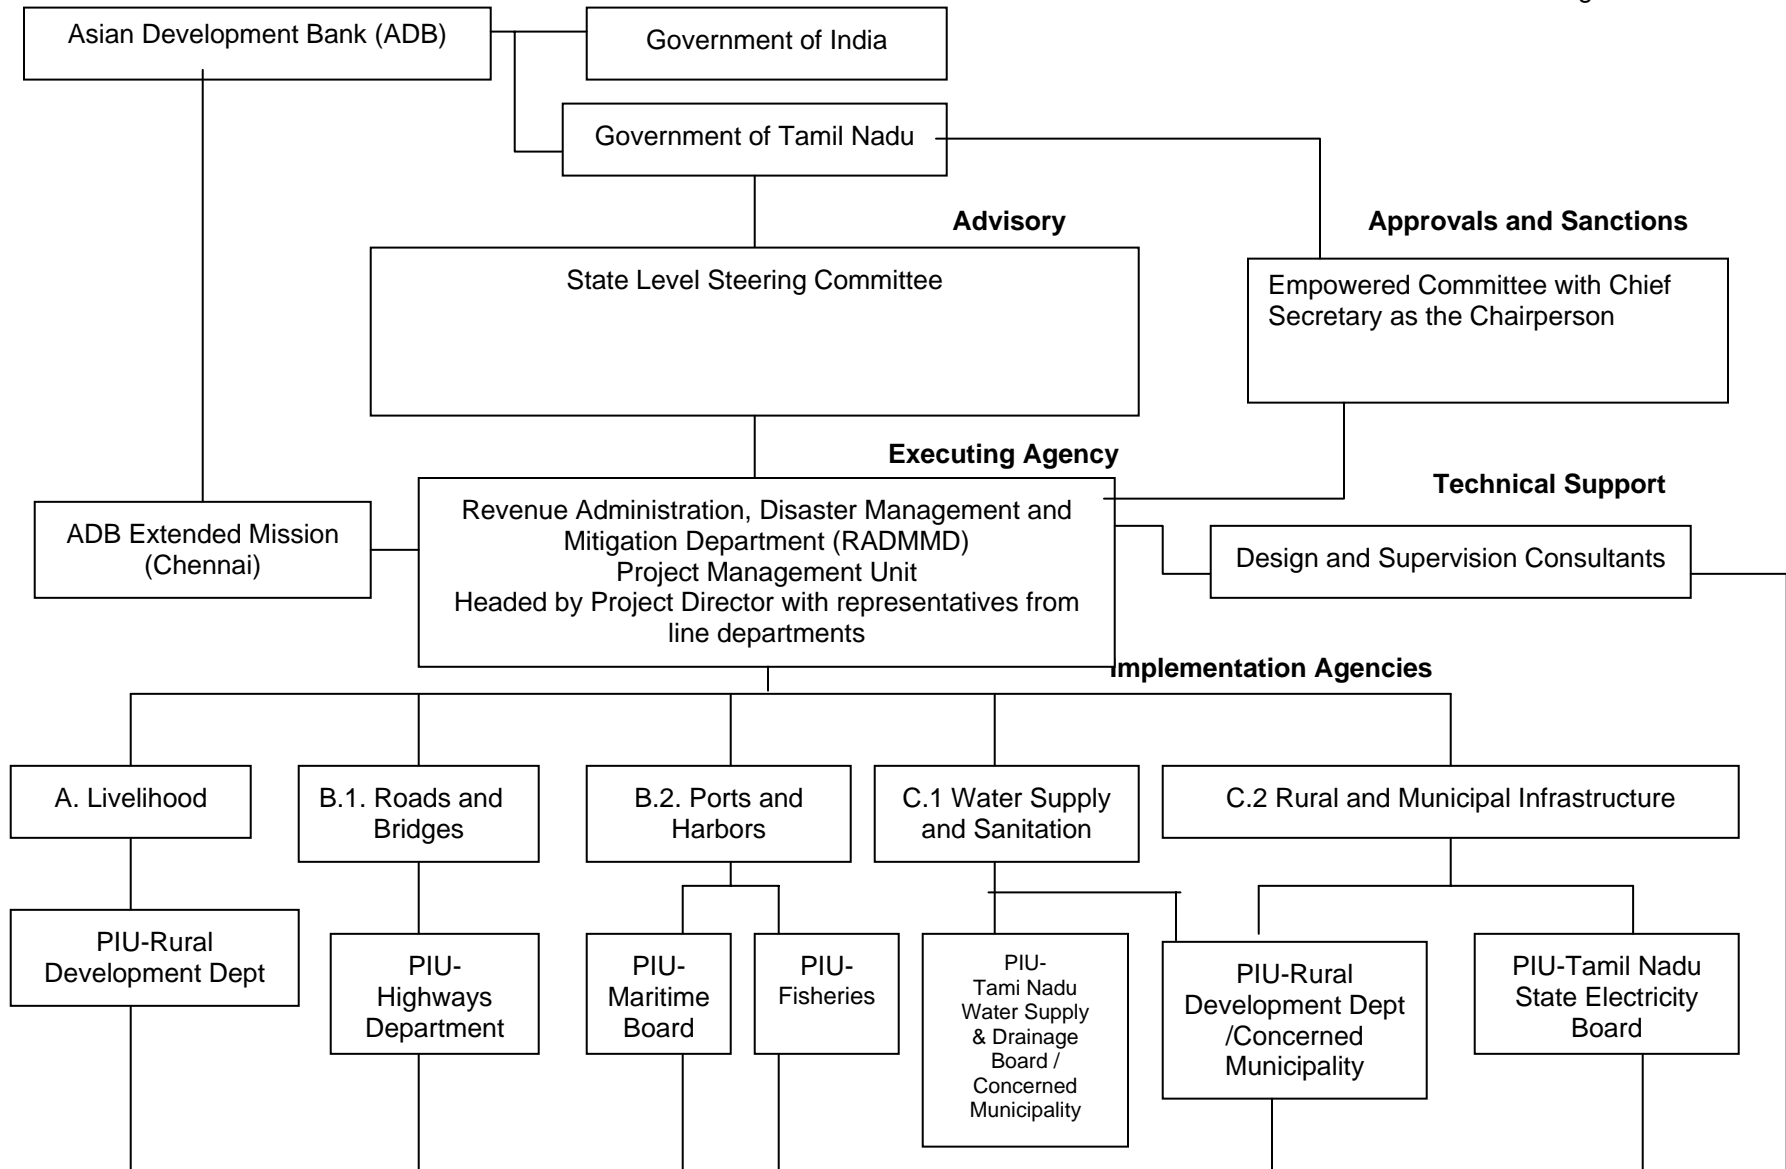 Asian Development Bank (ADB)
Government of India
Government of Tamil Nadu
Advisory
Approvals and Sanctions
State Level Steering Committee
Empowered Committee with Chief
Secretary as the Chairperson
Executing Agency
Technical Support
ADB Extended Mission
(Chennai)
Revenue Administration, Disaster Management and
Mitigation Department (RADMMD)
Project Management Unit
Headed by Project Director with representatives from
line departments
Design and Supervision Consultants
Implementation Agencies
A. Livelihood
B.1. Roads and
Bridges
B.2. Ports and
Harbors
C.1 Water Supply
and Sanitation
C.2 Rural and Municipal Infrastructure
PIU-Rural
Development Dept
PIU-
Highways
Department
PIU-
Maritime
Board
PIU-
Fisheries
PIU-
Tami Nadu
Water Supply
& Drainage
Board /
Concerned
Municipality
PIU-Rural
Development Dept
/Concerned
Municipality
PIU-Tamil Nadu
State Electricity
Board